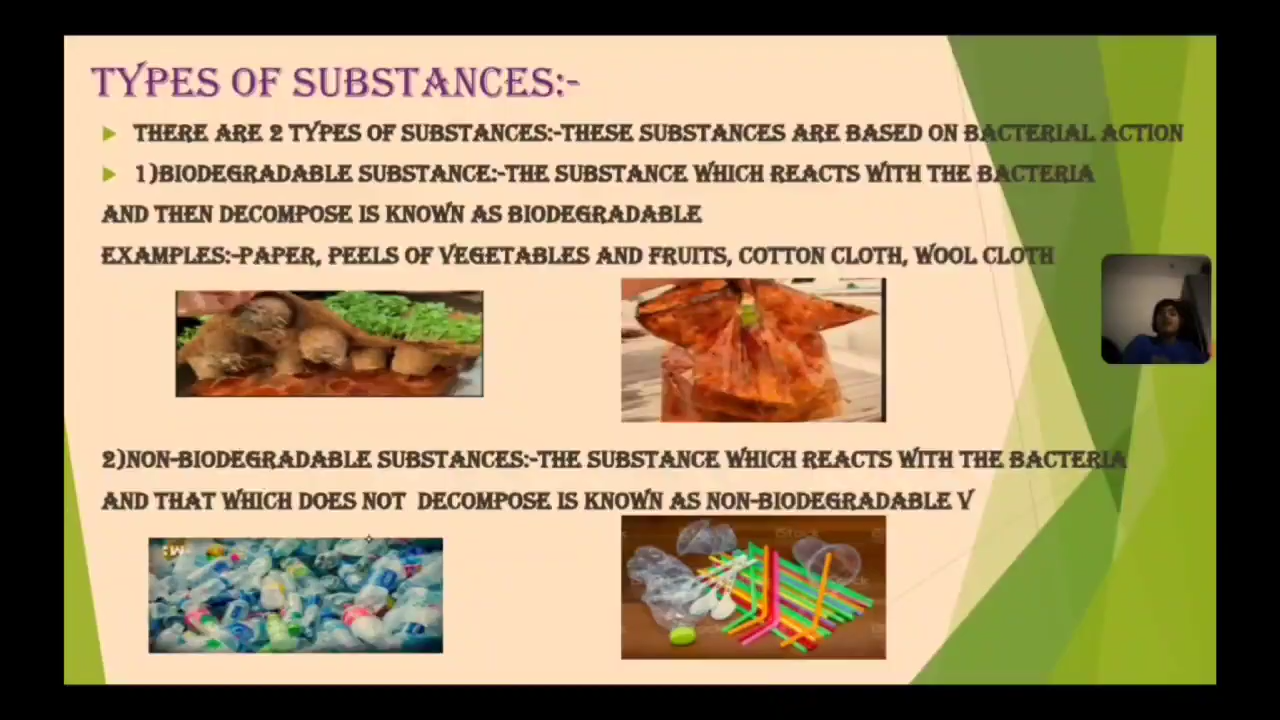 TYPES OF SUBSTANCES:-
THERE ARE 2 TYPES OF SUBSTANCES:-THESE SUBSTANCES ARE BASED ON BACTERIAL ACTION
1)BIODEGRADABLE SUBSTANCE:-THE SUBSTANCE WHICH REACTS WITH THE BACTERIA
AND THEN DECOMPOSE IS KNOWN AS BIODEGRADABLE
EXAMPLES:-PAPER, PEELS OF VEGETABLES AND FRUITS, COTTON CLOTH, WOOL CLOTH
2)NON-BIODEGRADABLE SUBSTANCES:-THE SUBSTANCE WHICH REACTS WITH THE BACTERIA
AND THAT WHICH DOES NOT DECOMPOSE IS KNOWN AS NON-BIODEGRADABLE V